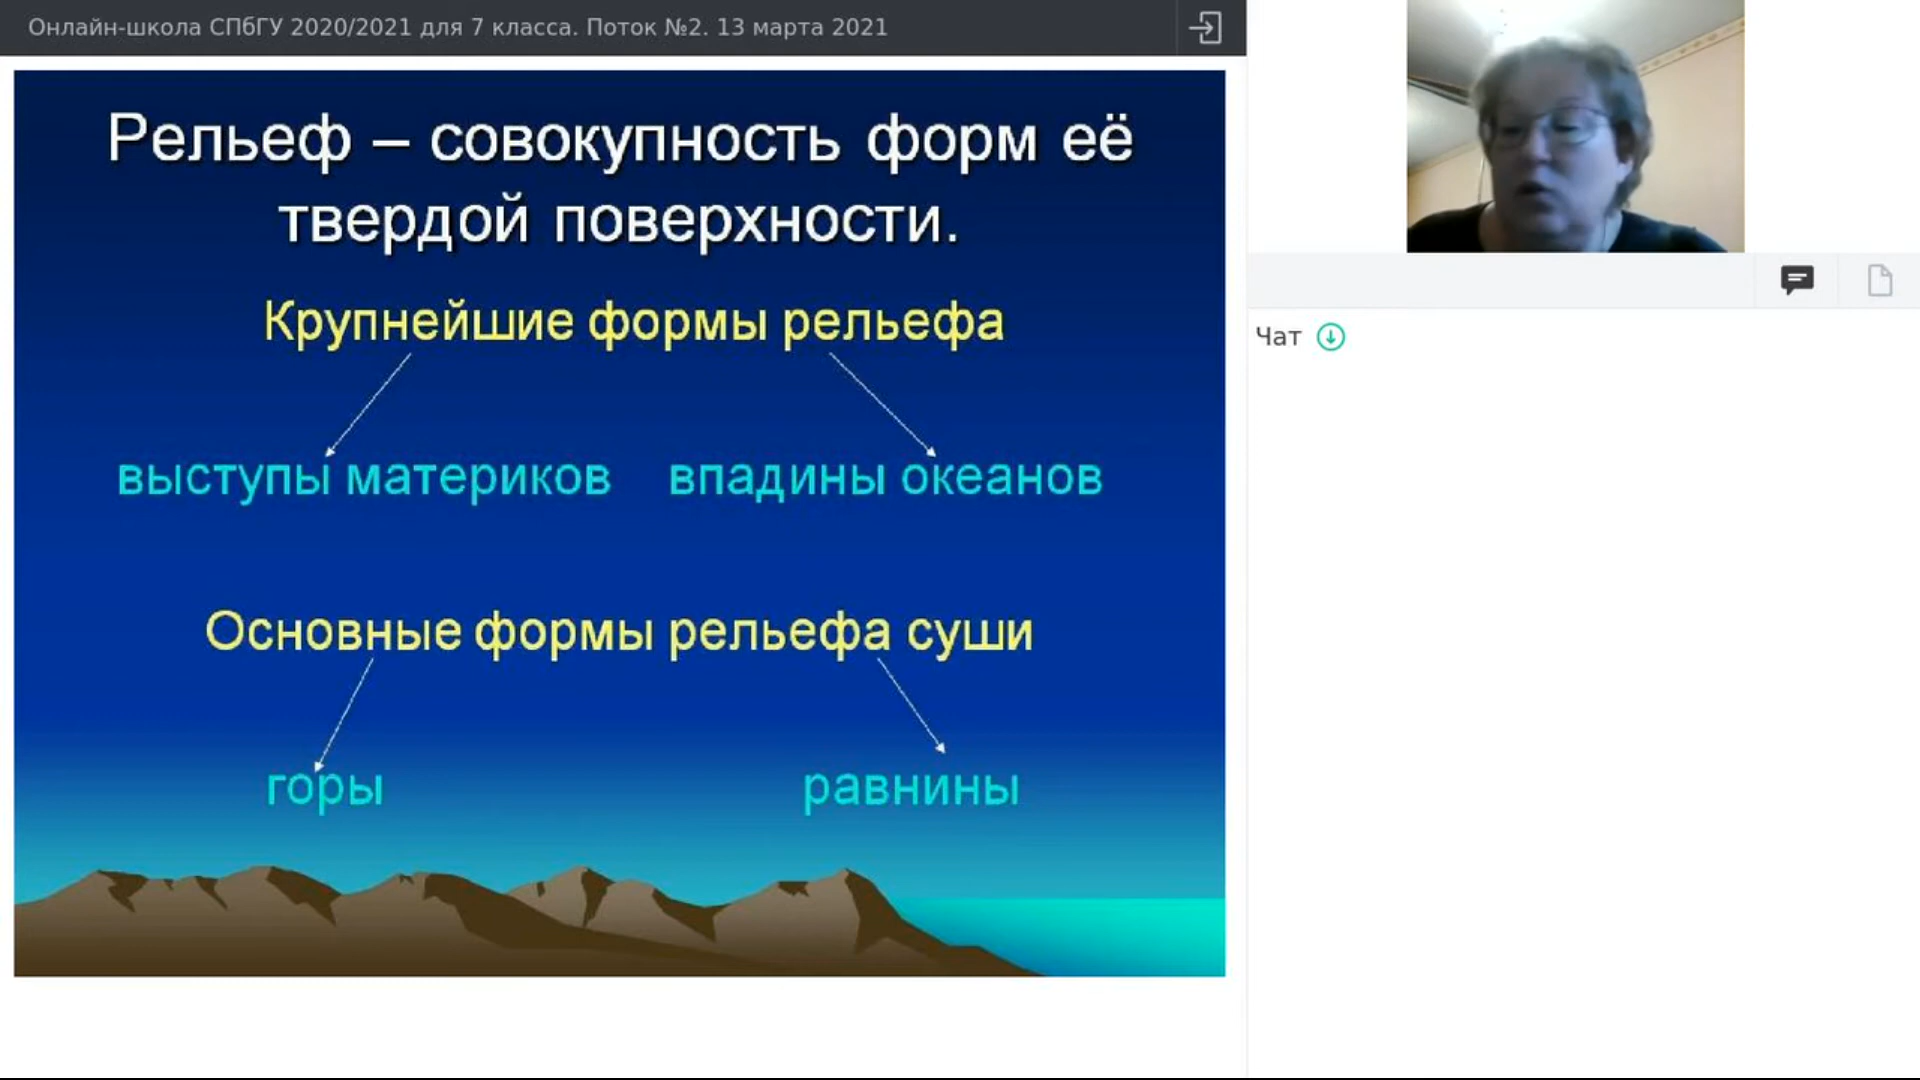 Онлайн-школа СПбГУ 2020/2021 для 7 класса. Поток №2. 13 марта 2021
Рельеф – совокупность форм её
твердой поверхности.
Крупнейшие формы рельефа
выступы материков впадины океанов
Основные формы рельефа суши
горы равнины
Чат